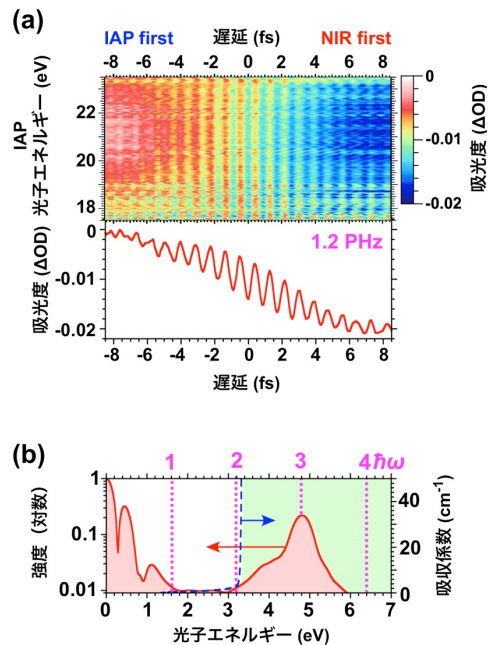 (a)
IAP first 遅延 (fs) NIR first
-8 -6 -4 -2 0 2 4 6 8
IAP
光子エネルギー (eV)
22
20
18
0
-0.01
-0.02
吸光度 (ΔOD)
1.2 PHz
吸光度 (ΔOD)
0
-0.01
-0.02
-8 -6 -4 -2 0 2 4 6 8
遅延 (fs)
(b)
1 2 3 4ħω
強度（対数）
1
0.1
0.01
40
20
0
吸収係数 (cm-1)
0 1 2 3 4 5 6 7
光子エネルギー (eV)